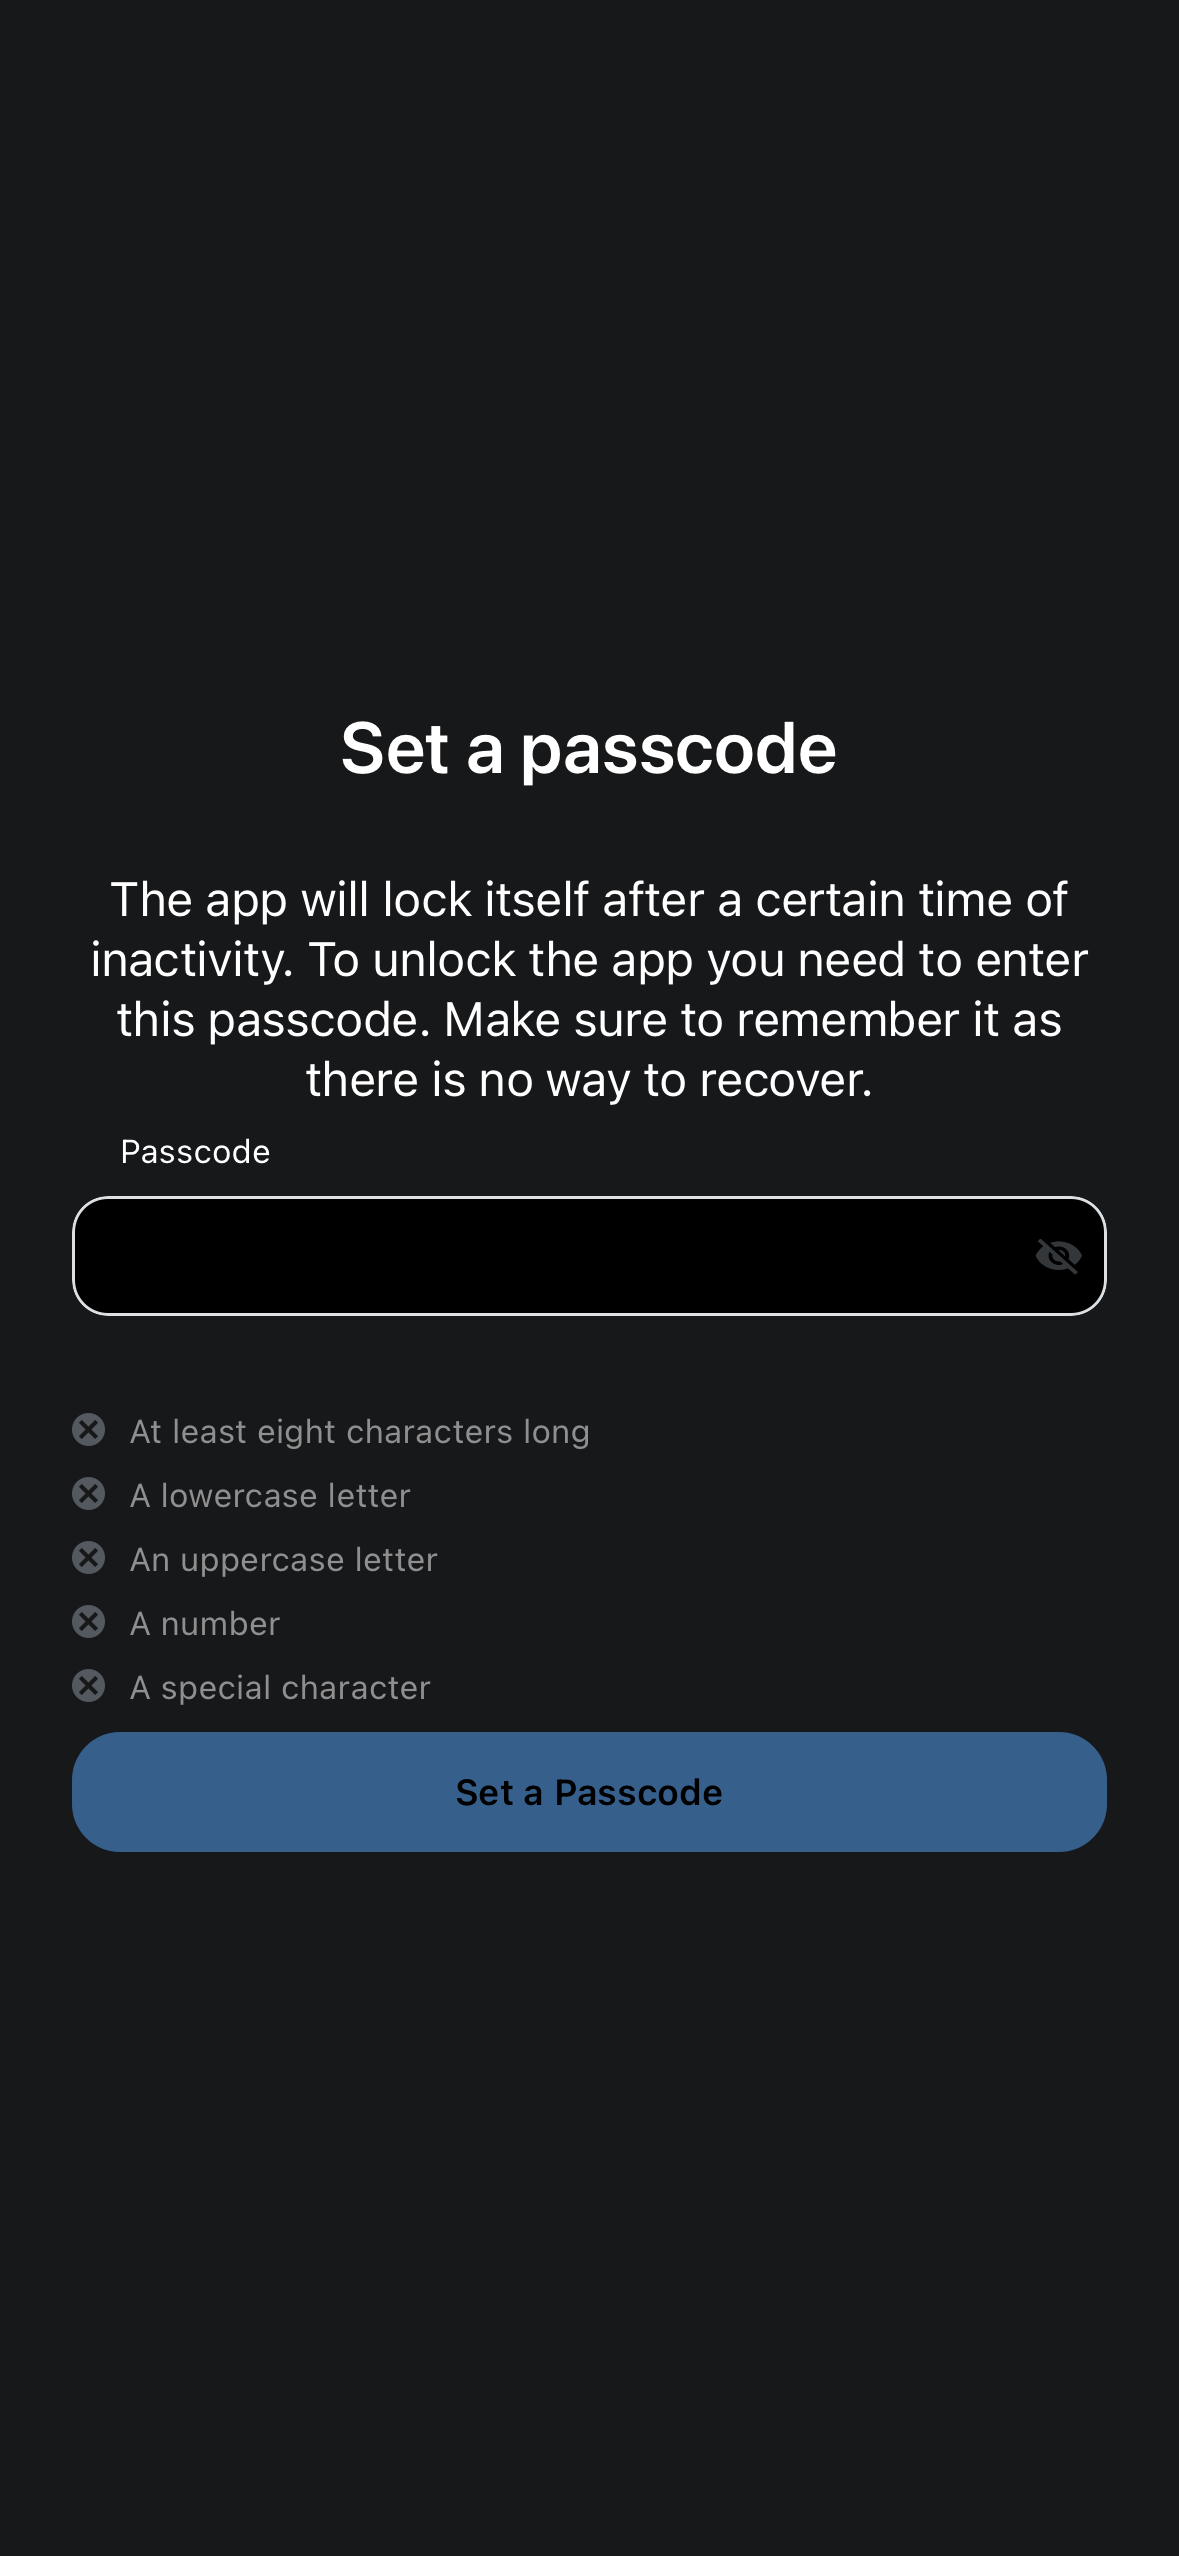 Set a passcode
The app will lock itself after a certain time of
inactivity. To unlock the app you need to enter
this passcode. Make sure to remember it as
there is no way to recover.
Passcode
At least eight characters long
A lowercase letter
An uppercase letter
A number
A special character
Set a Passcode